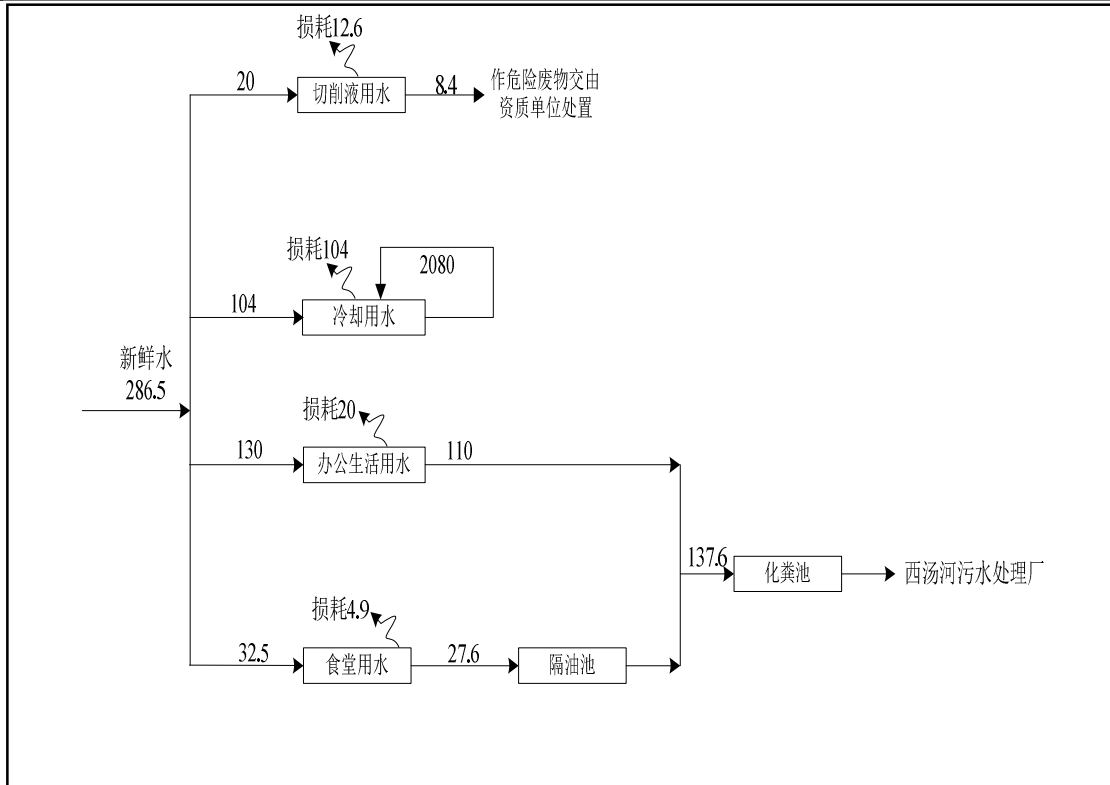 损耗12.6
20
切削液用水
8.4
作危险废物交由
资质单位处置
损耗104
2080
104
冷却用水
新鲜水
286.5
损耗20
130
办公生活用水
110
137.6
化粪池
西汤河污水处理厂
损耗4.9
32.5
食堂用水
27.6
隔油池